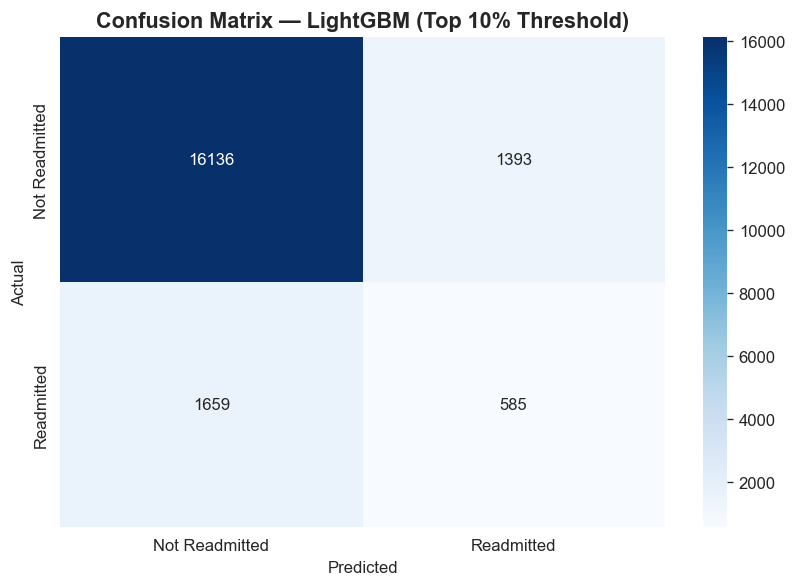 Confusion Matrix — LightGBM (Top 10% Threshold)
Not Readmitted
16136
1393
Actual
Readmitted
1659
585
Not Readmitted
Readmitted
Predicted
16000
14000
12000
10000
8000
6000
4000
2000